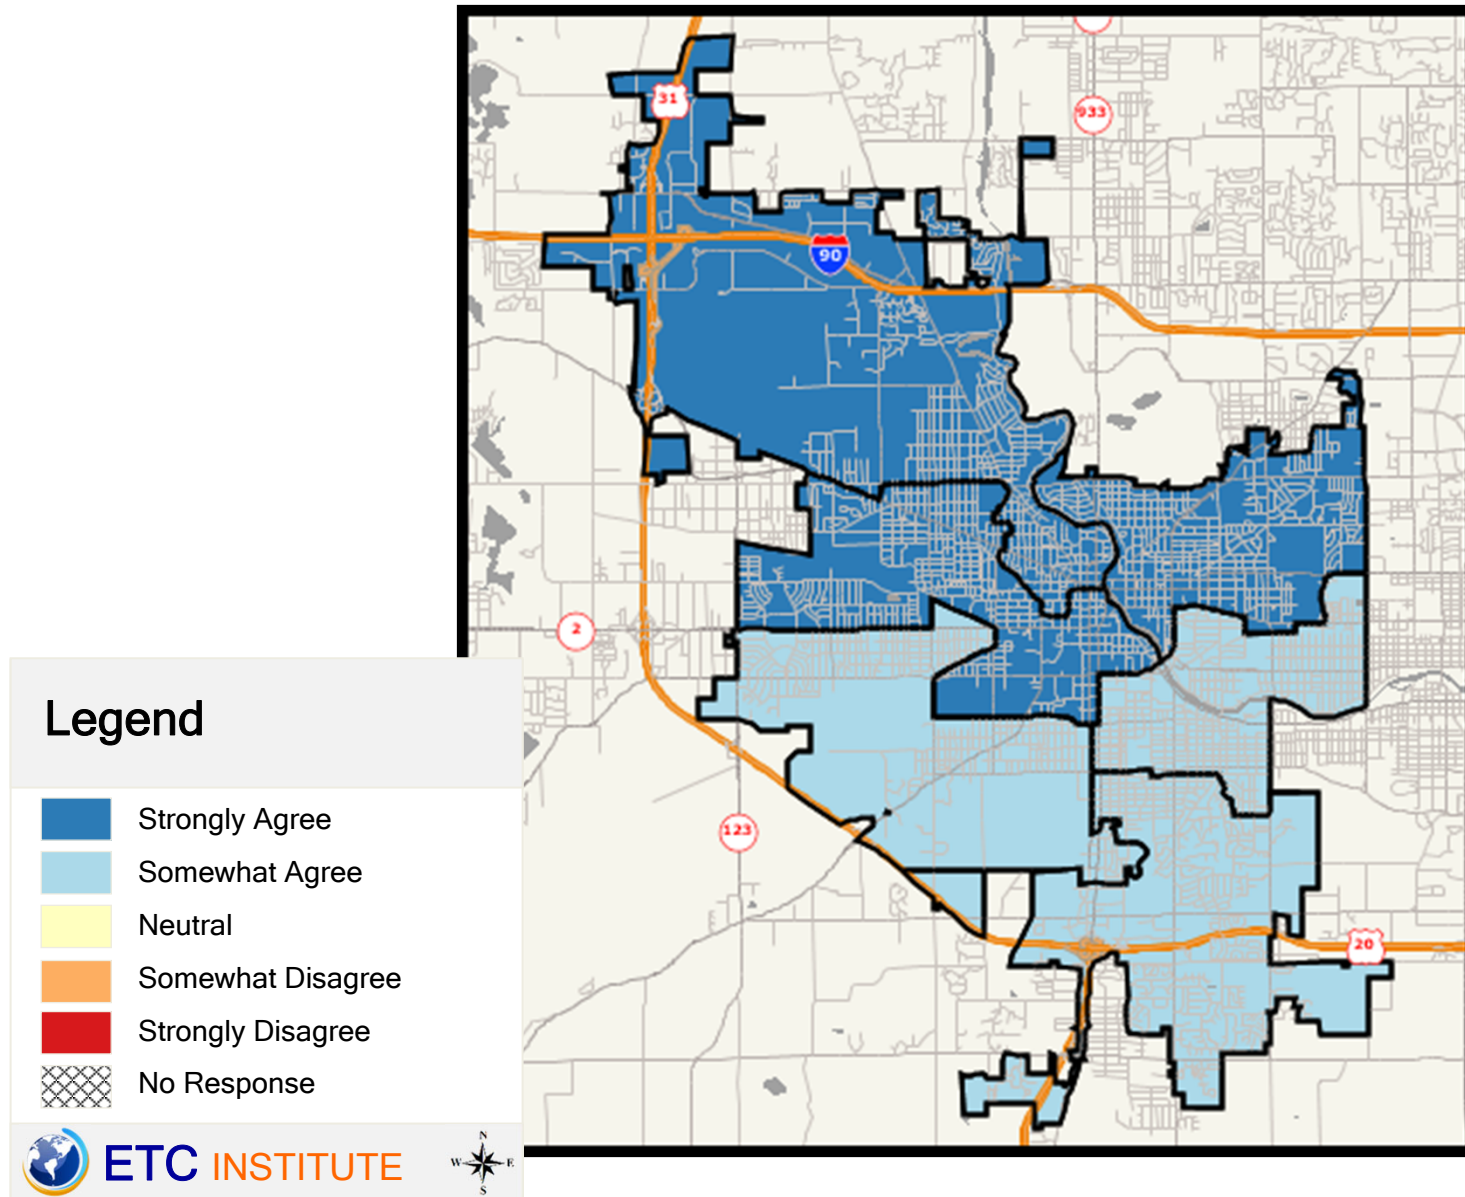 31
933
90
2
Legend
Strongly Agree
123
Somewhat Agree
Neutral
20
Somewhat Disagree
Strongly Disagree
No Response
N
ETC INSTITUTE
W E
S